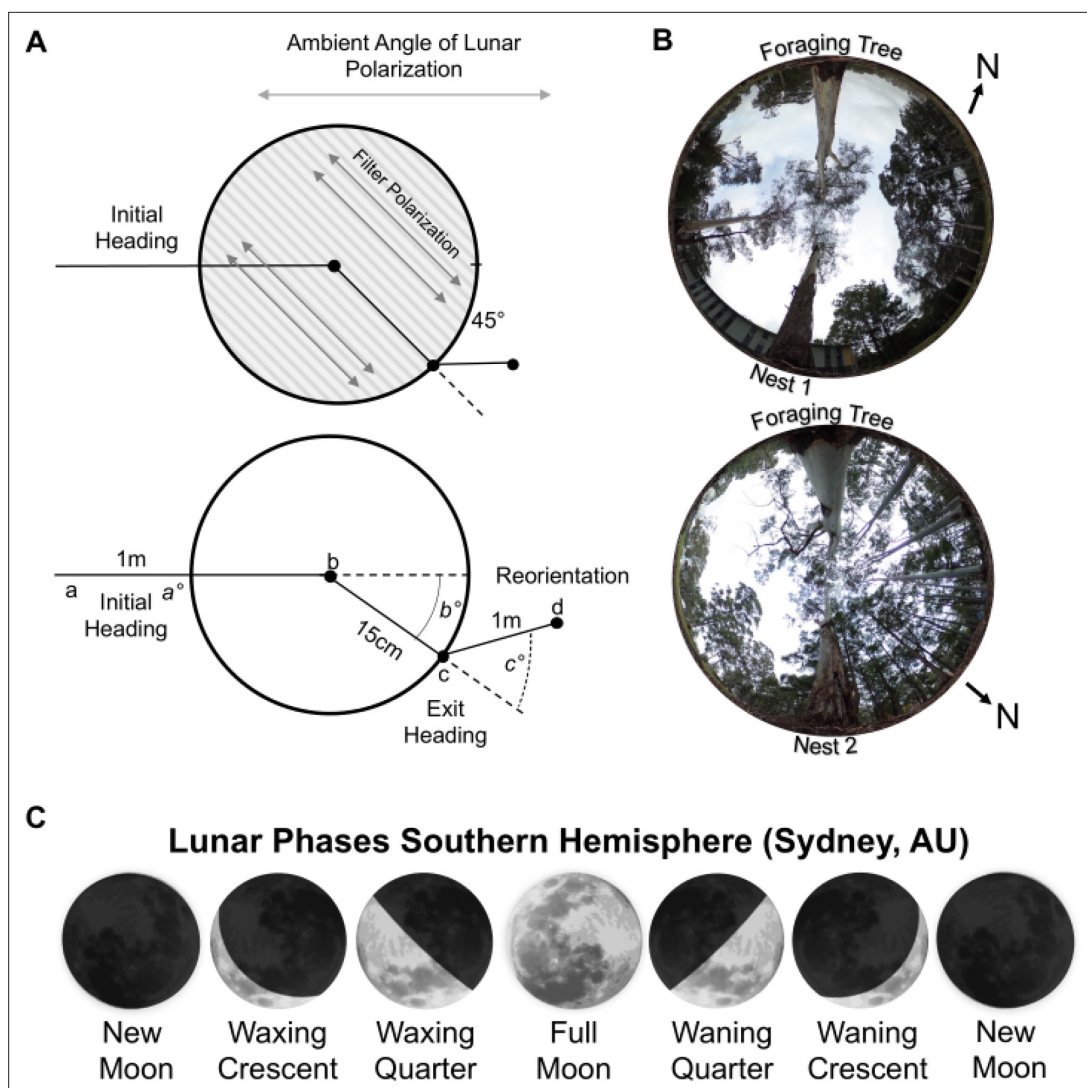 A
Ambient Angle of Lunar
Polarization
Filter Polarization
Initial
Heading
45°
1m
a
Initial
Heading
a°
b
b°
15cm
c
Exit
Heading
Reorientation
d
1m
c°
B
Foraging Tree
N
Nest 1
Foraging Tree
N
Nest 2
C
Lunar Phases Southern Hemisphere (Sydney, AU)
New
Moon
Waxing
Crescent
Waxing
Quarter
Full
Moon
Waning
Quarter
Waning
Crescent
New
Moon